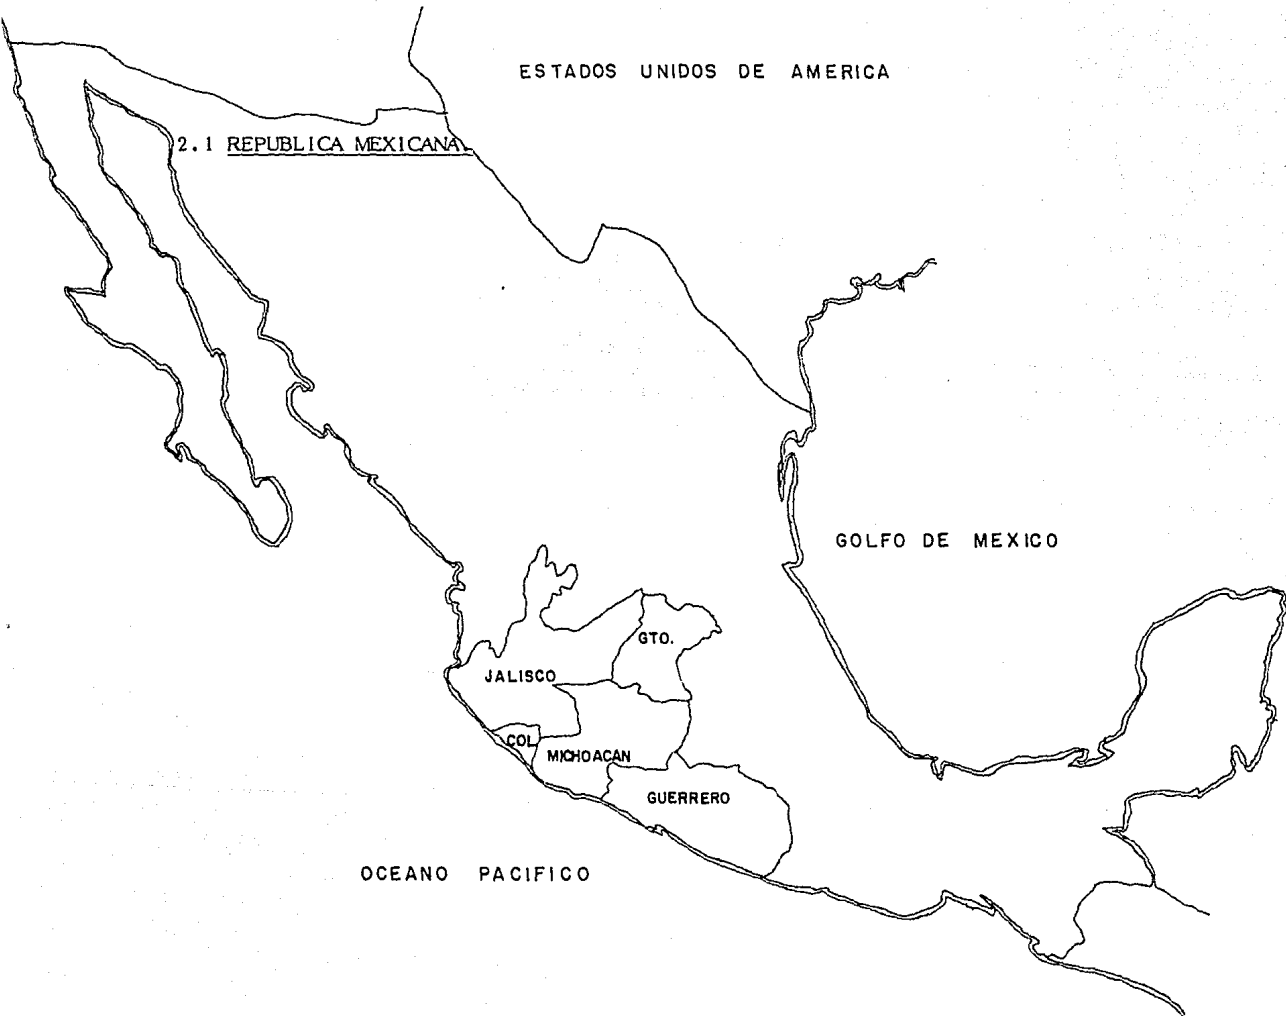 ESTADOS UNIDOS DE AMERICA
2.1 REPUBLICA MEXICANA
GOLFO DE MEXICO
GTO.
JALISCO
COL
MICHOACAN
GUERRERO
OCEANO PACIFICO